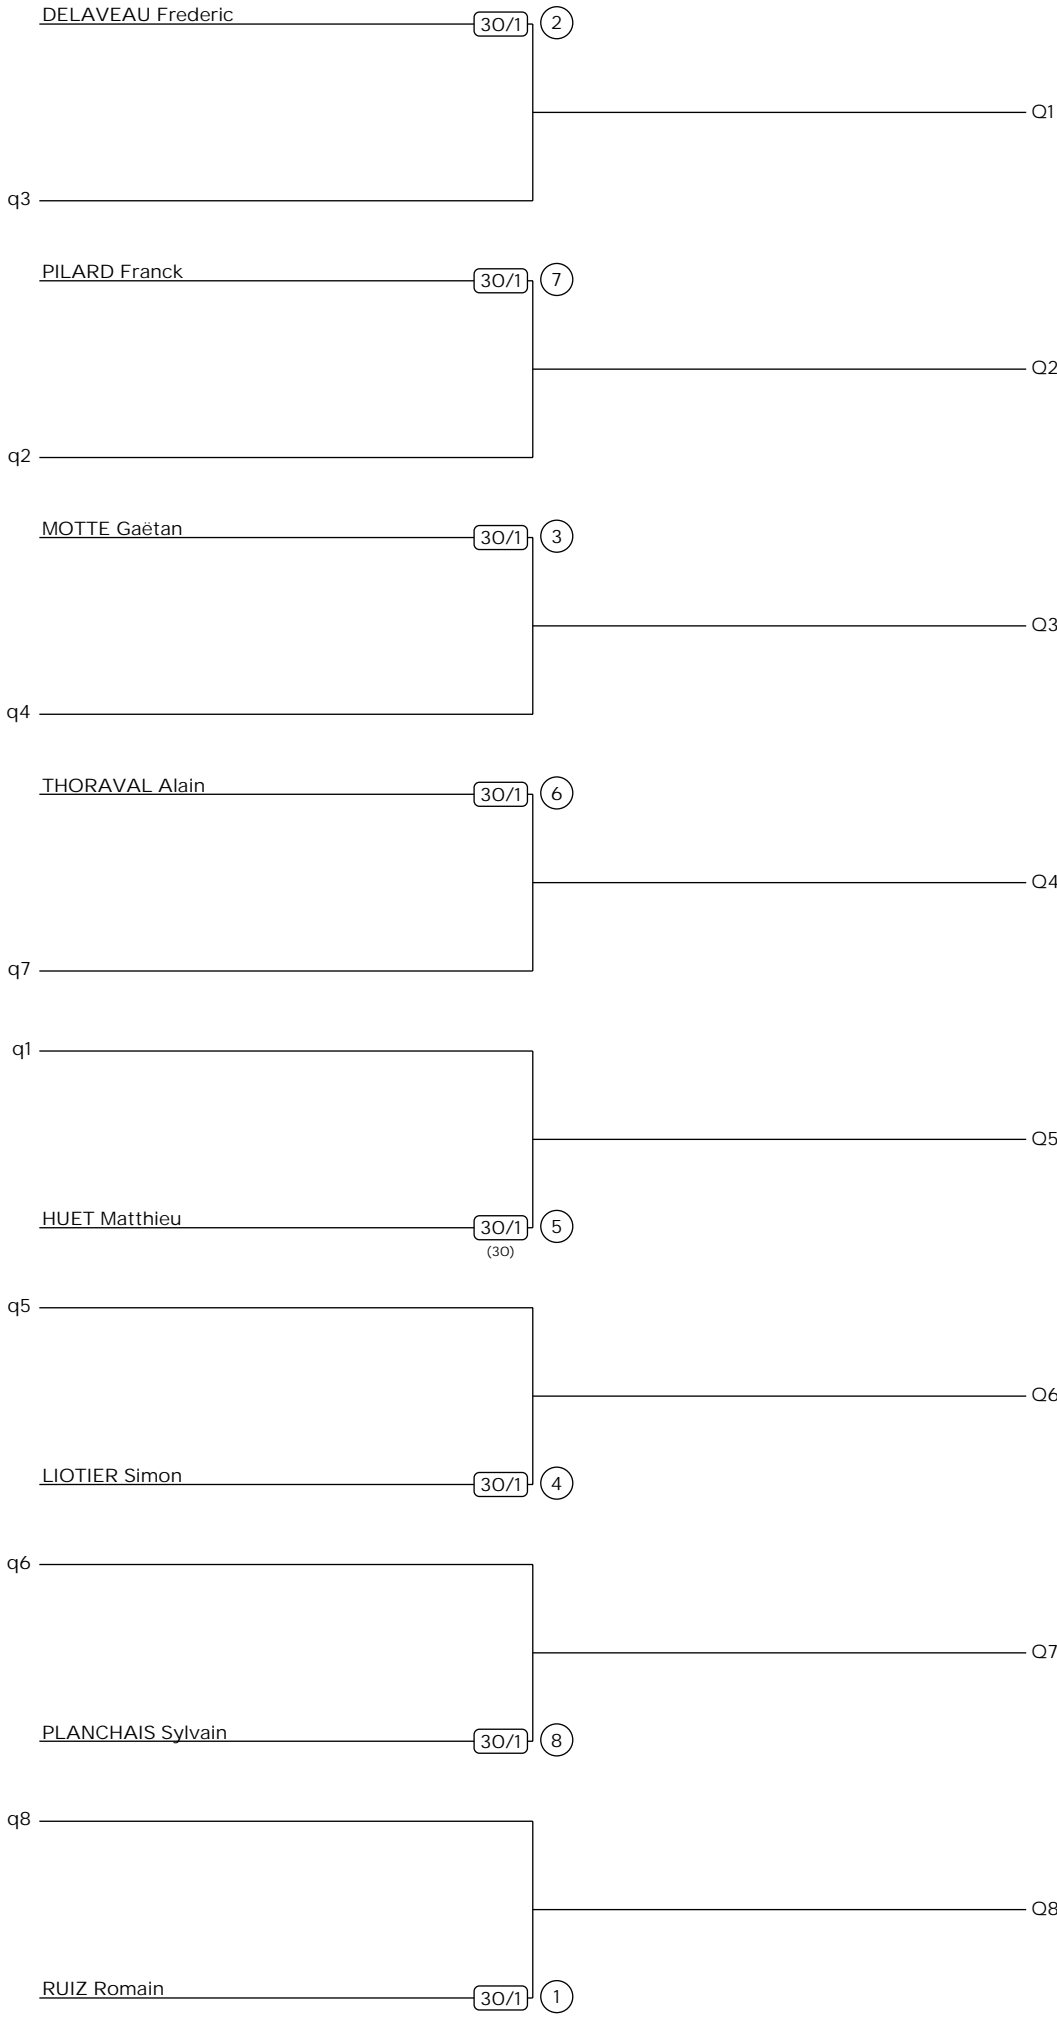 DELAVEAU Frederic 30/1 2
Q1
q3
PILARD Franck 30/1 7
Q2
q2
MOTTE Gaëtan 30/1 3
Q3
q4
THORAVAL Alain 30/1 6
Q4
q7
q1
Q5
HUET Matthieu 30/1 5
(30)
q5
Q6
LIOTIER Simon 30/1 4
q6
Q7
PLANCHAIS Sylvain 30/1 8
q8
Q8
RUIZ Romain 30/1 1